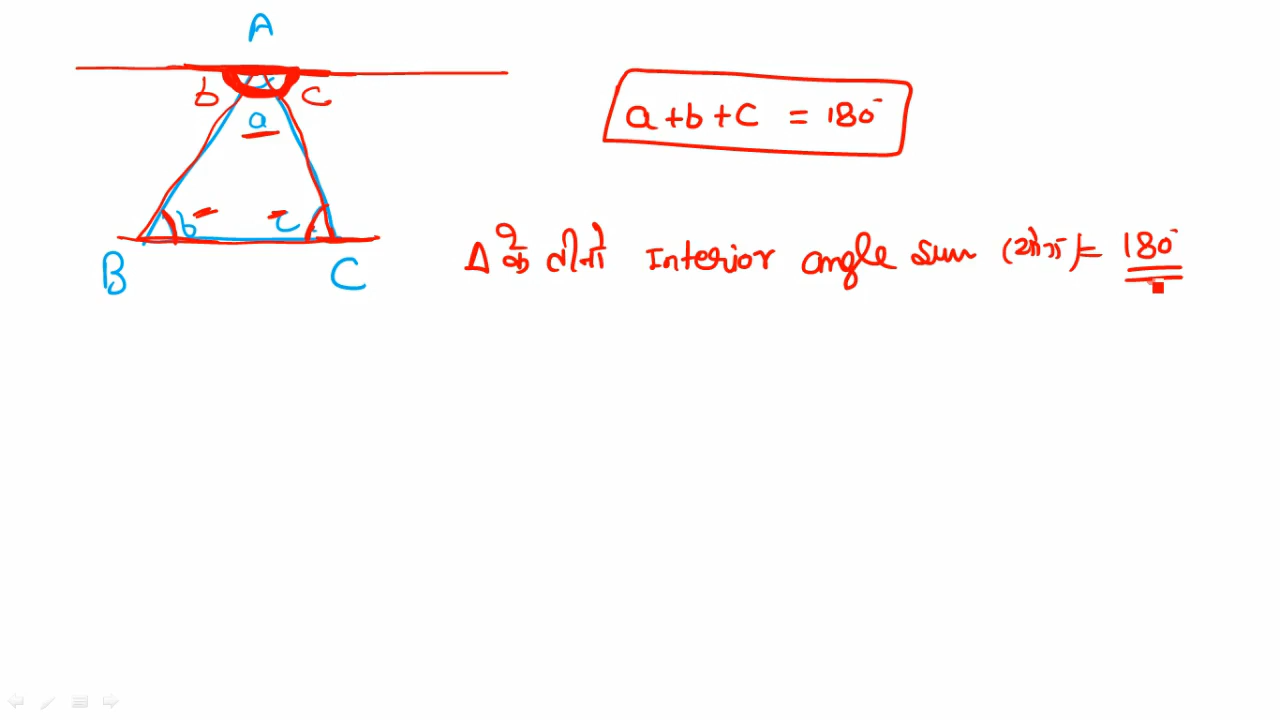 A
b c
a
a+b+c = 180°
b c
Δ के तीनों Interior angle sum (योग) = 180°
B C